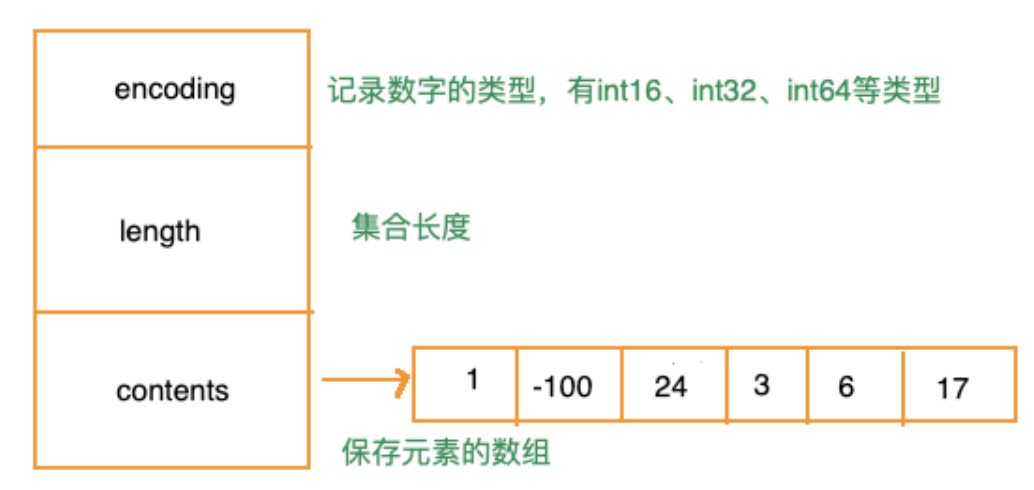 encoding 记录数字的类型，有int16、int32、int64等类型
length 集合长度
contents 1 -100 24 3 6 17
保存元素的数组